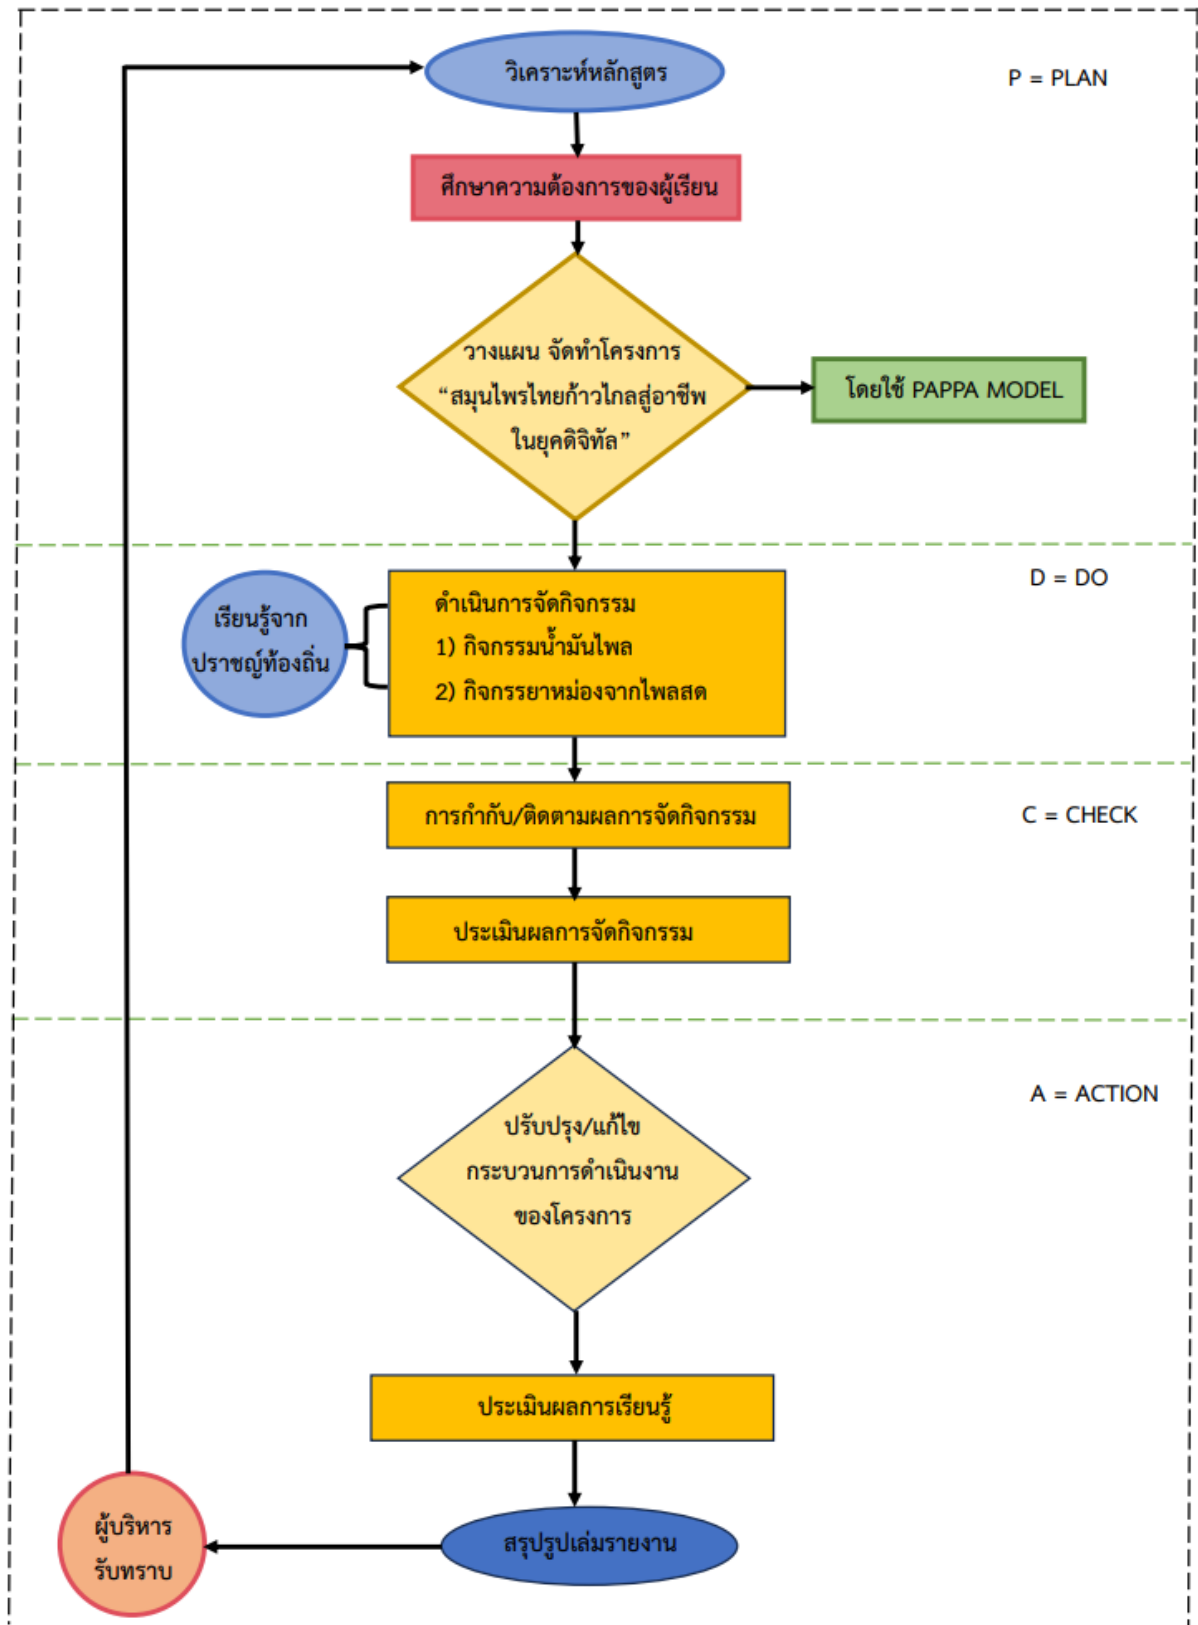 วิเคราะห์หลักสูตร
P = PLAN
ศึกษาความต้องการของผู้เรียน
วางแผน จัดทำโครงการ
“สมุนไพรไทยก้าวไกลสู่อาชีพ
ในยุคดิจิทัล”
โดยใช้ PAPPA MODEL
D = DO
เรียนรู้จาก
ปราชญ์ท้องถิ่น
ดำเนินการจัดกิจกรรม
1) กิจกรรมน้ำมันไพล
2) กิจกรรยาหม่องจากไพลสด
การกำกับ/ติดตามผลการจัดกิจกรรม
C = CHECK
ประเมินผลการจัดกิจกรรม
A = ACTION
ปรับปรุง/แก้ไข
กระบวนการดำเนินงาน
ของโครงการ
ประเมินผลการเรียนรู้
สรุปรูปเล่มรายงาน
ผู้บริหาร
รับทราบ